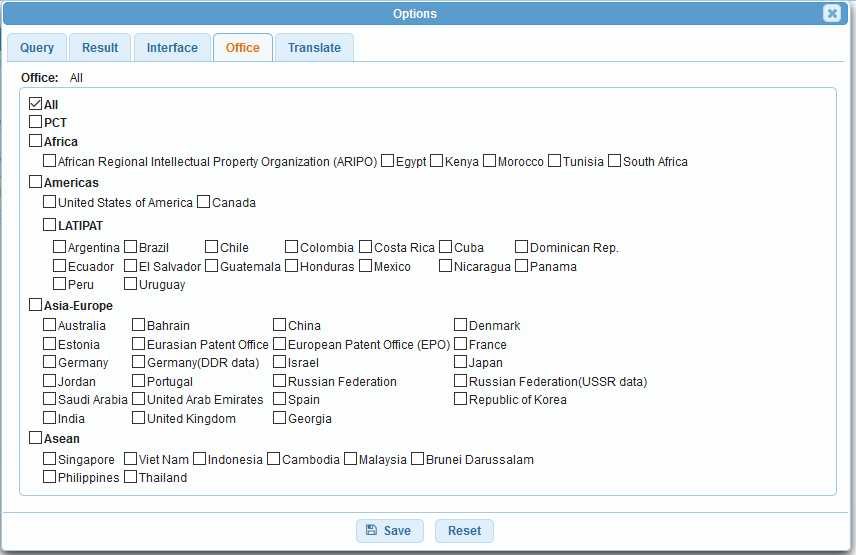 Options
Query Result Interface Office Translate
Office: All
All
PCT
Africa
African Regional Intellectual Property Organization (ARIPO) Egypt Kenya Morocco Tunisia South Africa
Americas
United States of America Canada
LATIPAT
Argentina Brazil Chile Colombia Costa Rica Cuba Dominican Rep.
Ecuador El Salvador Guatemala Honduras Mexico Nicaragua Panama
Peru Uruguay
Asia-Europe
Australia Bahrain China Denmark
Estonia Eurasian Patent Office European Patent Office (EPO) France
Germany Germany(DDR data) Israel Japan
Jordan Portugal Russian Federation Russian Federation(USSR data)
Saudi Arabia United Arab Emirates Spain Republic of Korea
India United Kingdom Georgia
Asean
Singapore Viet Nam Indonesia Cambodia Malaysia Brunei Darussalam
Philippines Thailand
Save Reset